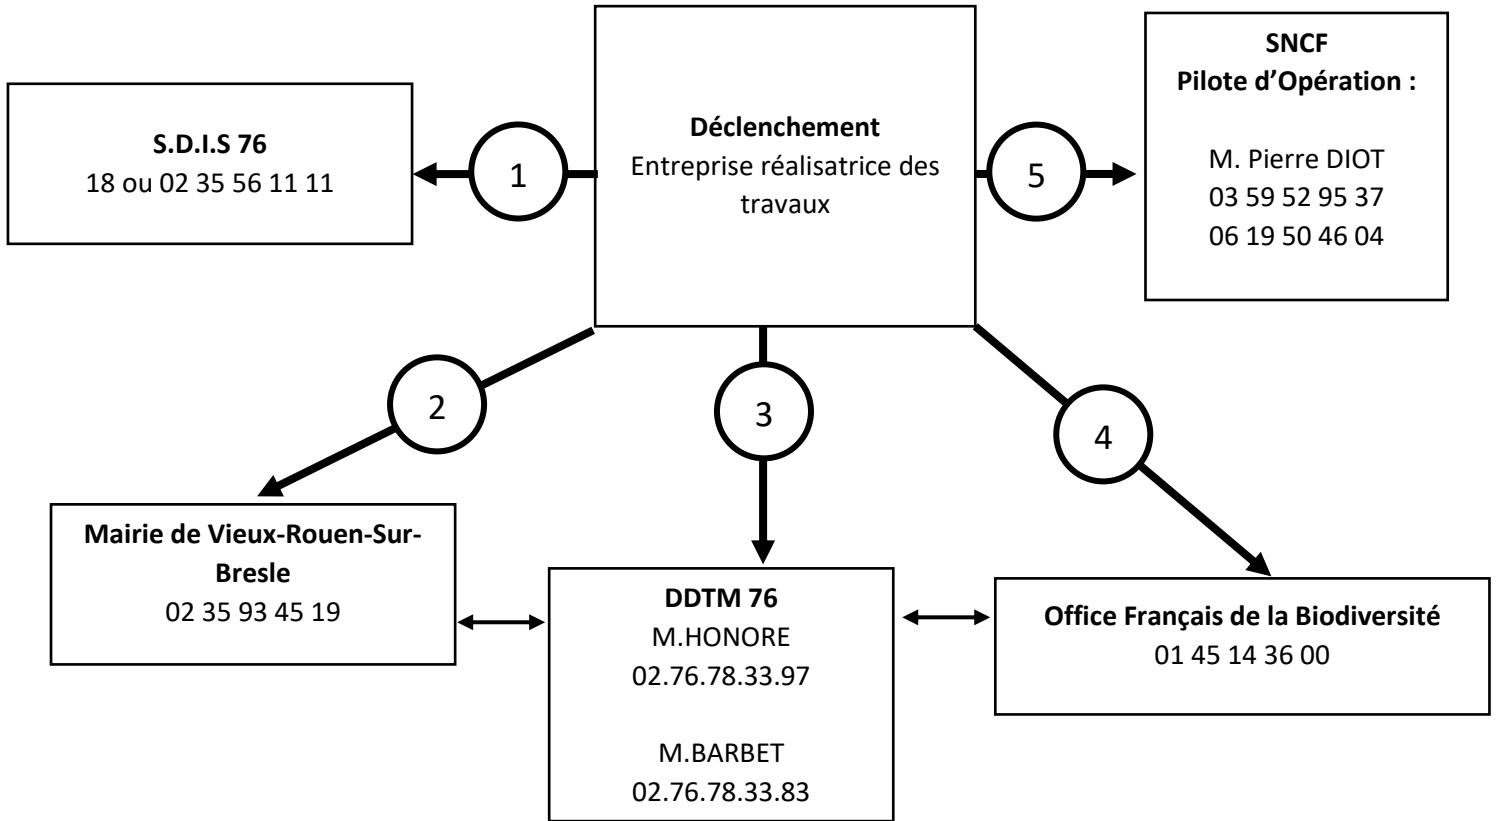 Déclenchement
Entreprise réalisatrice des
travaux
1
S.D.I.S 76
18 ou 02 35 56 11 11
5
SNCF
Pilote d'Opération :
M. Pierre DIOT
03 59 52 95 37
06 19 50 46 04
2
3
4
Mairie de Vieux-Rouen-Sur-
Bresle
02 35 93 45 19
DDTM 76
M.HONORE
02.76.78.33.97
M.BARBET
02.76.78.33.83
Office Français de la Biodiversité
01 45 14 36 00